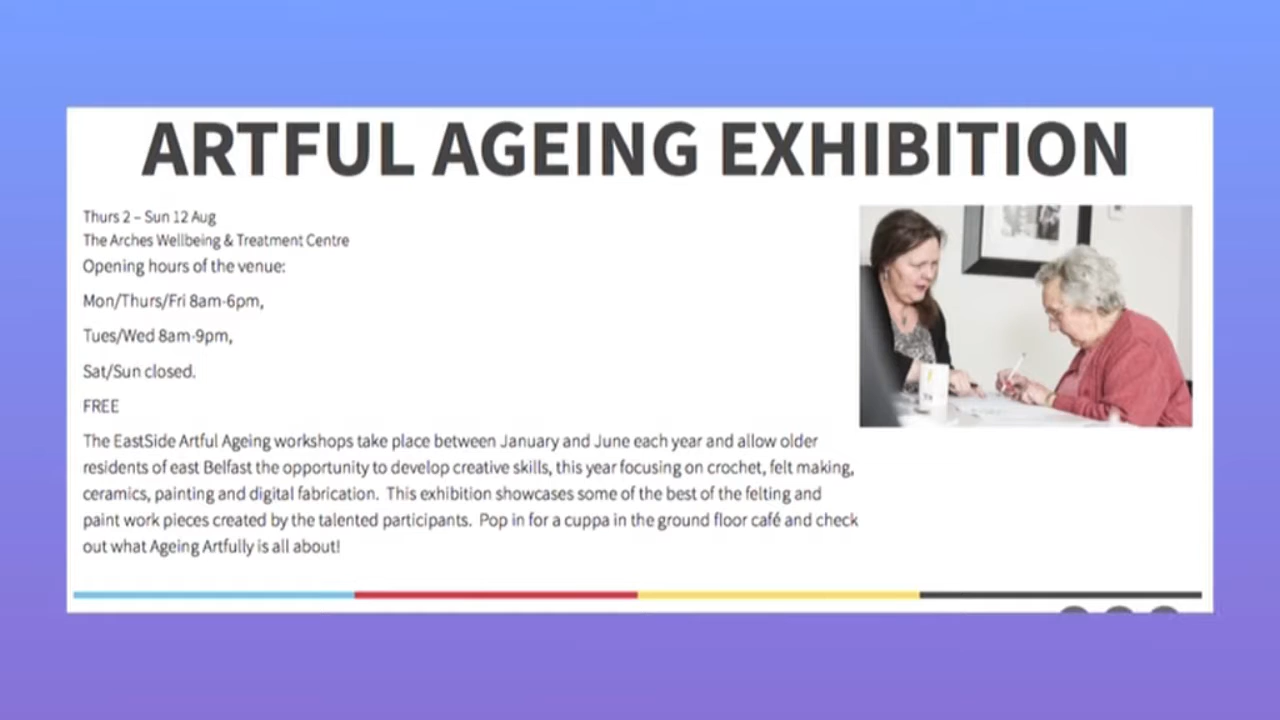 ARTFUL AGEING EXHIBITION
Thurs 2 – Sun 12 Aug
The Arches Wellbeing & Treatment Centre
Opening hours of the venue:
Mon/Thurs/Fri 8am-6pm,
Tues/Wed 8am-9pm,
Sat/Sun closed.
FREE
The EastSide Artful Ageing workshops take place between January and June each year and allow older
residents of east Belfast the opportunity to develop creative skills, this year focusing on crochet, felt making,
ceramics, painting and digital fabrication.  This exhibition showcases some of the best of the felting and
paint work pieces created by the talented participants.  Pop in for a cuppa in the ground floor café and check
out what Ageing Artfully is all about!